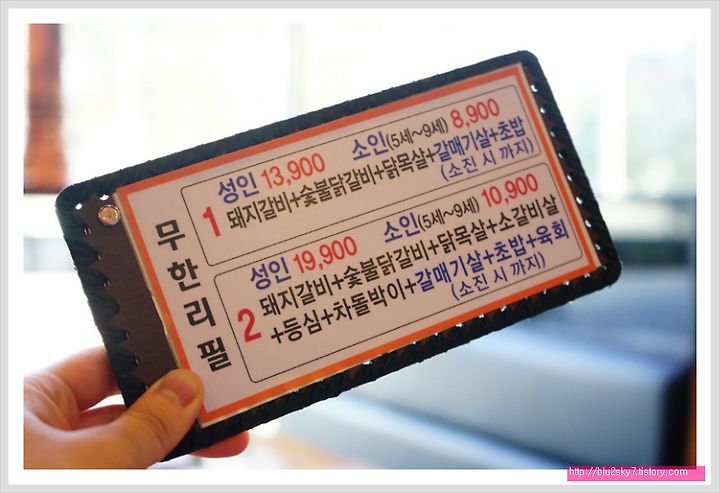 무한리필
1
성인 13,900 소인(5세~9세) 8,900
돼지갈비+숯불닭갈비+닭목살+갈매기살+초밥
(소진 시 까지)
2
성인 19,900 소인(5세~9세) 10,900
돼지갈비+숯불닭갈비+닭목살+소갈비살
+등심+차돌박이+갈매기살+초밥+육회
(소진 시 까지)
http://blu2sky7.tistory.com